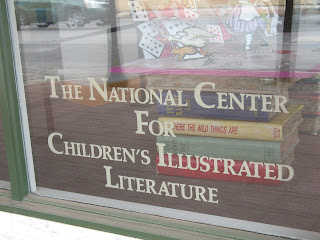 THE NATIONAL CENTER
FOR
CHILDREN'S ILLUSTRATED
LITERATURE
HERE THE WILD THINGS ARE